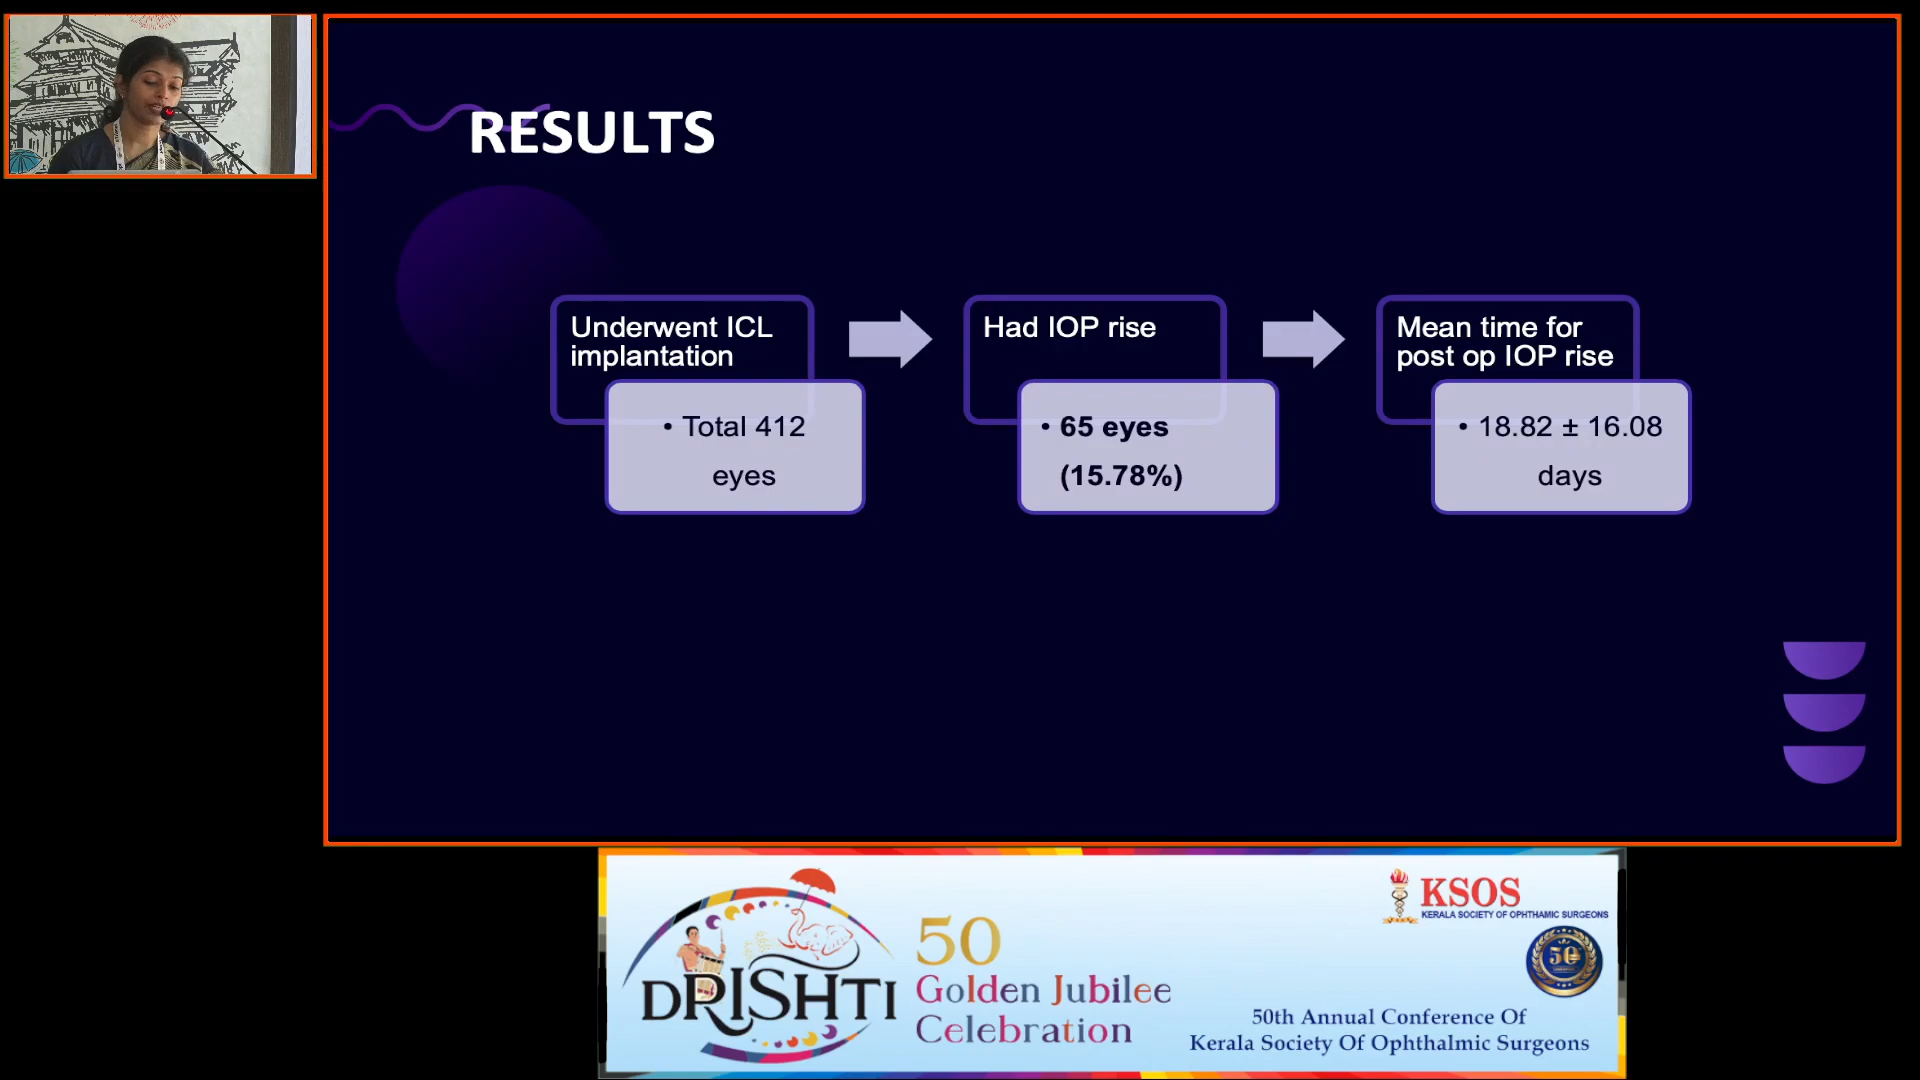 RESULTS
Underwent ICL
implantation
• Total 412
eyes
Had IOP rise
• 65 eyes
(15.78%)
Mean time for
post op IOP rise
• 18.82 ± 16.08
days
DRISHTI
50
Golden Jubilee
Celebration
KSOS
KERALA SOCIETY OF OPHTHAMIC SURGEONS
50
50th Annual Conference Of
Kerala Society Of Ophthalmic Surgeons